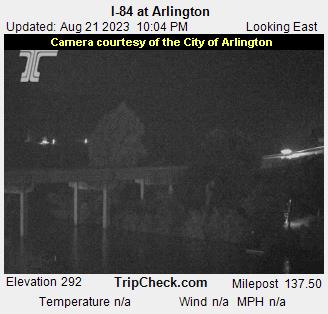 I-84 at Arlington
Updated: Aug 21 2023 10:04 PM Looking East
Camera courtesy of the City of Arlington
Elevation 292 TripCheck.com Milepost 137.50
Temperature n/a Wind n/a MPH n/a